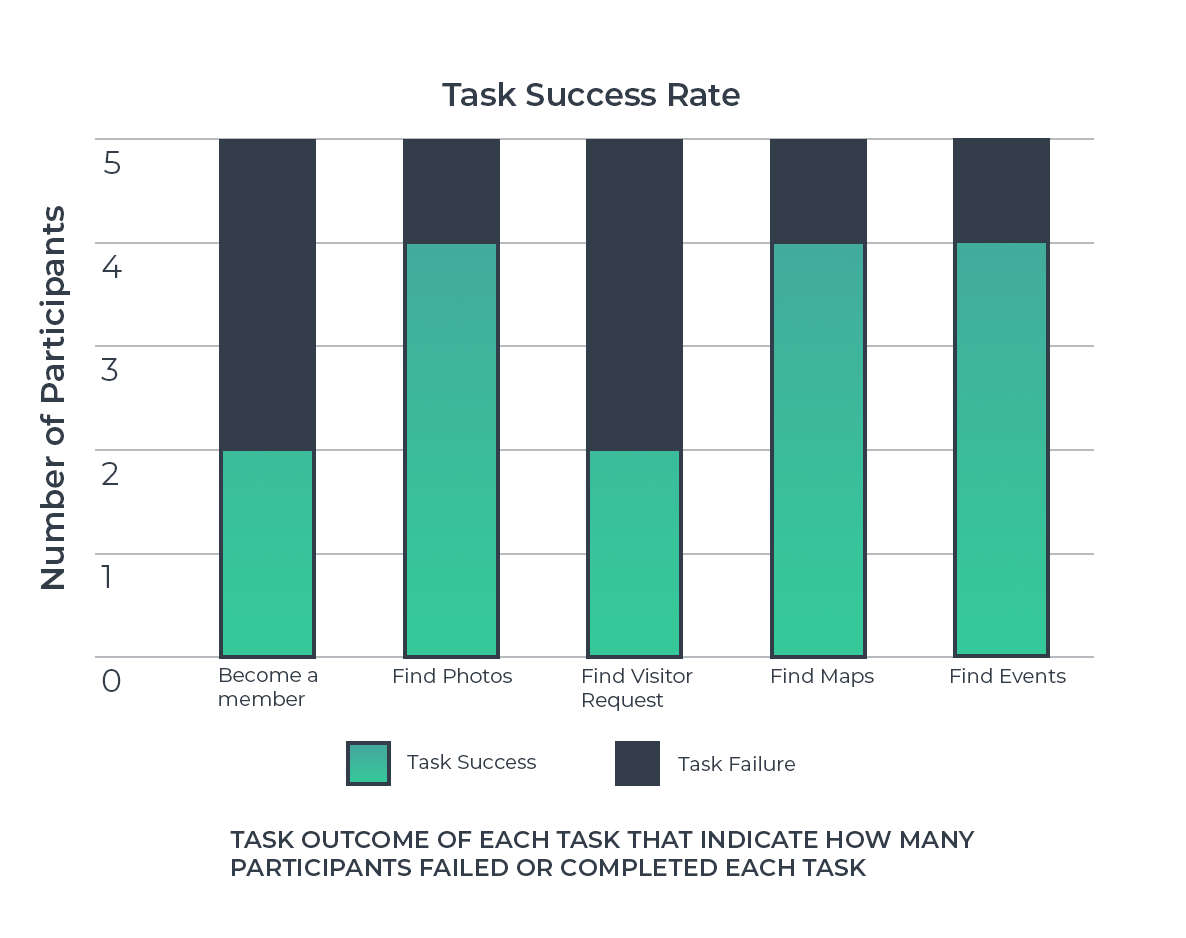 Task Success Rate
Number of Participants
5
4
3
2
1
0
Become a
member
Find Photos
Find Visitor
Request
Find Maps
Find Events
Task Success
Task Failure
TASK OUTCOME OF EACH TASK THAT INDICATE HOW MANY
PARTICIPANTS FAILED OR COMPLETED EACH TASK